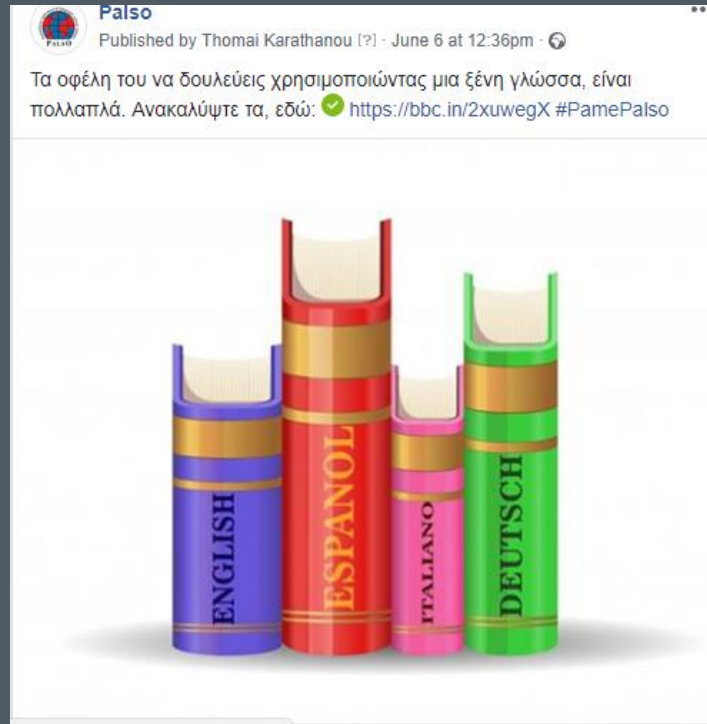 Palso
PALSO
Published by Thomai Karathanou [?] · June 6 at 12:36pm ·
Τα οφέλη του να δουλεύεις χρησιμοποιώντας μια ξένη γλώσσα, είναι
πολλαπλά. Ανακαλύψτε τα, εδώ: https://bbc.in/2xuwegX #PamePalso
ENGLISH
ESPANOL
ITALIANO
DEUTSCH